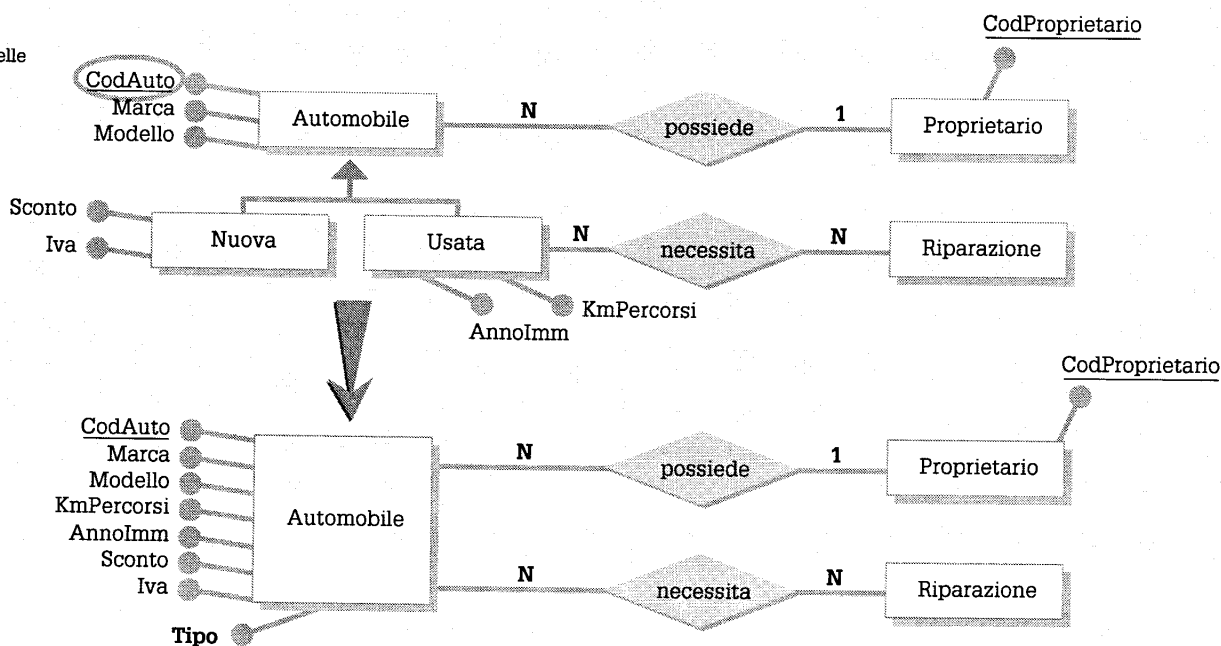 elle
CodProprietario
CodAuto
Marca
Modello
Automobile
N
possiede
1
Proprietario
Sconto
Iva
Nuova
Usata
N
necessita
N
Riparazione
AnnoImm
KmPercorsi
CodProprietario
CodAuto
Marca
Modello
KmPercorsi
AnnoImm
Sconto
Iva
Tipo
Automobile
N
possiede
1
Proprietario
N
necessita
N
Riparazione